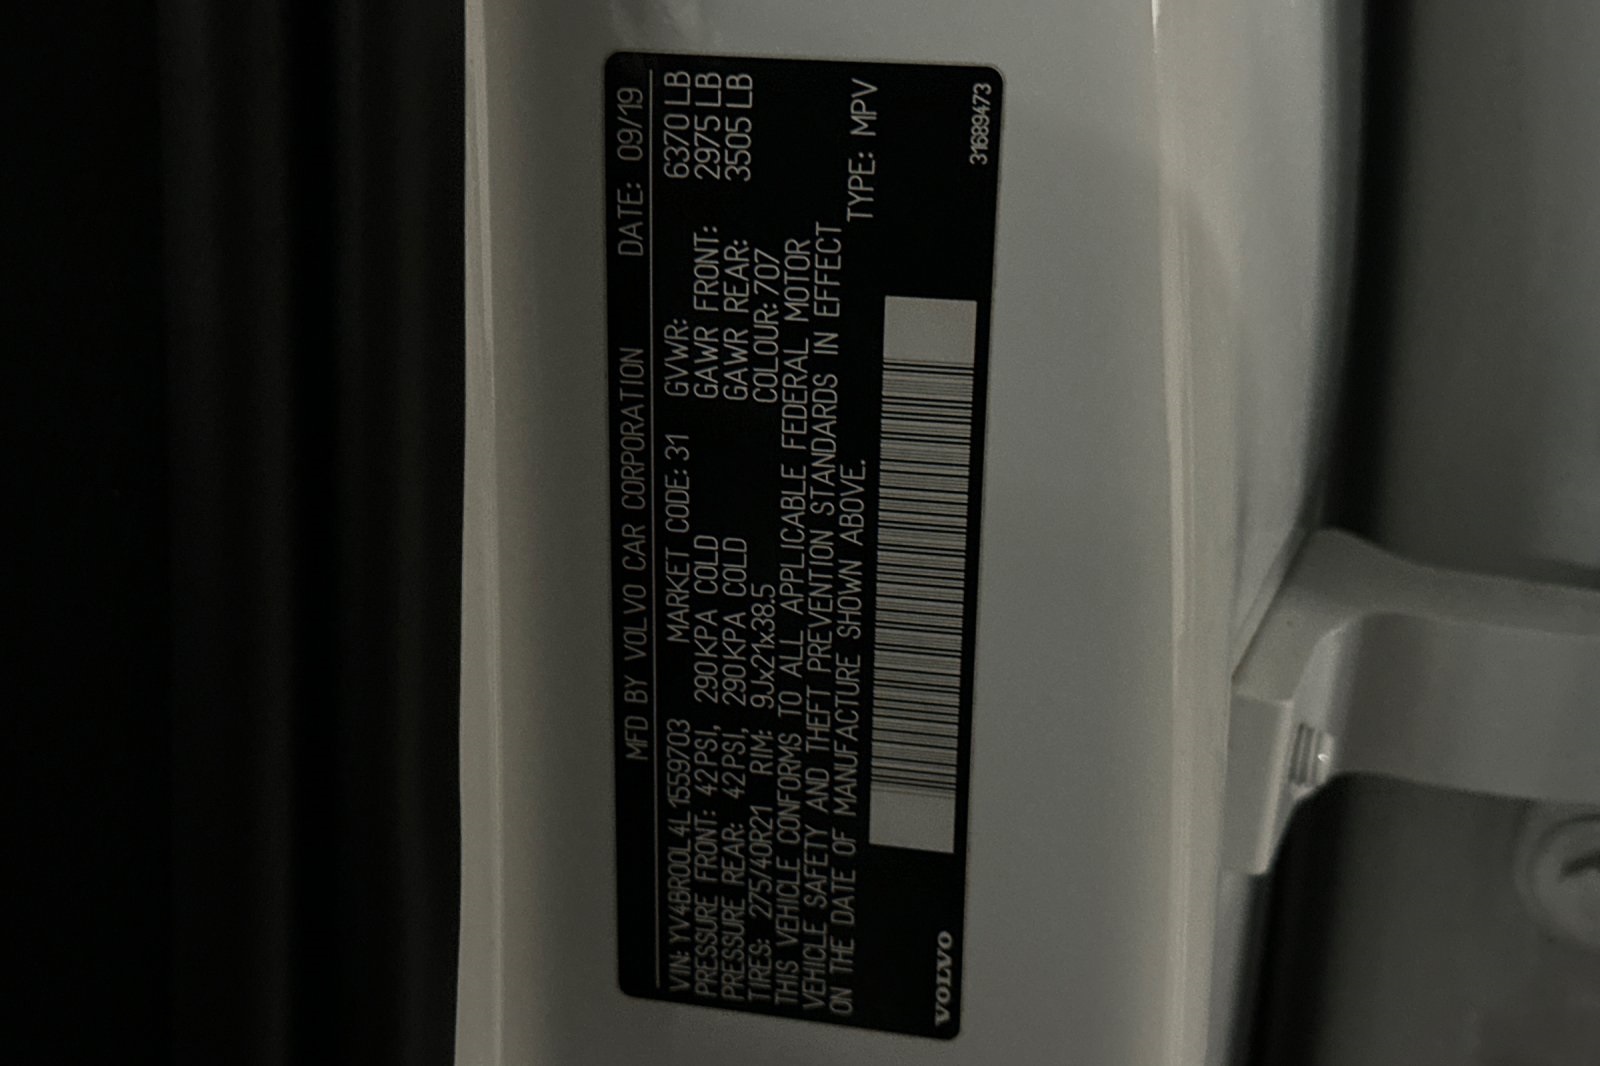 MFD BY VOLVO CAR CORPORATION DATE: 09/19
VIN: YV4BR00L4L1559703 MARKET CODE: 31 GVWR: 6370 LB
PRESSURE FRONT: 42PSI, 290KPA COLD GAWR FRONT: 2975 LB
PRESSURE REAR: 42PSI, 290KPA COLD GAWR REAR: 3505 LB
TIRES: 275/40R21 RIM: 9Jx21x38.5 COLOUR: 707
THIS VEHICLE CONFORMS TO ALL APPLICABLE FEDERAL MOTOR
VEHICLE SAFETY AND THEFT PREVENTION STANDARDS IN EFFECT
ON THE DATE OF MANUFACTURE SHOWN ABOVE. TYPE: MPV
VOLVO 31689473